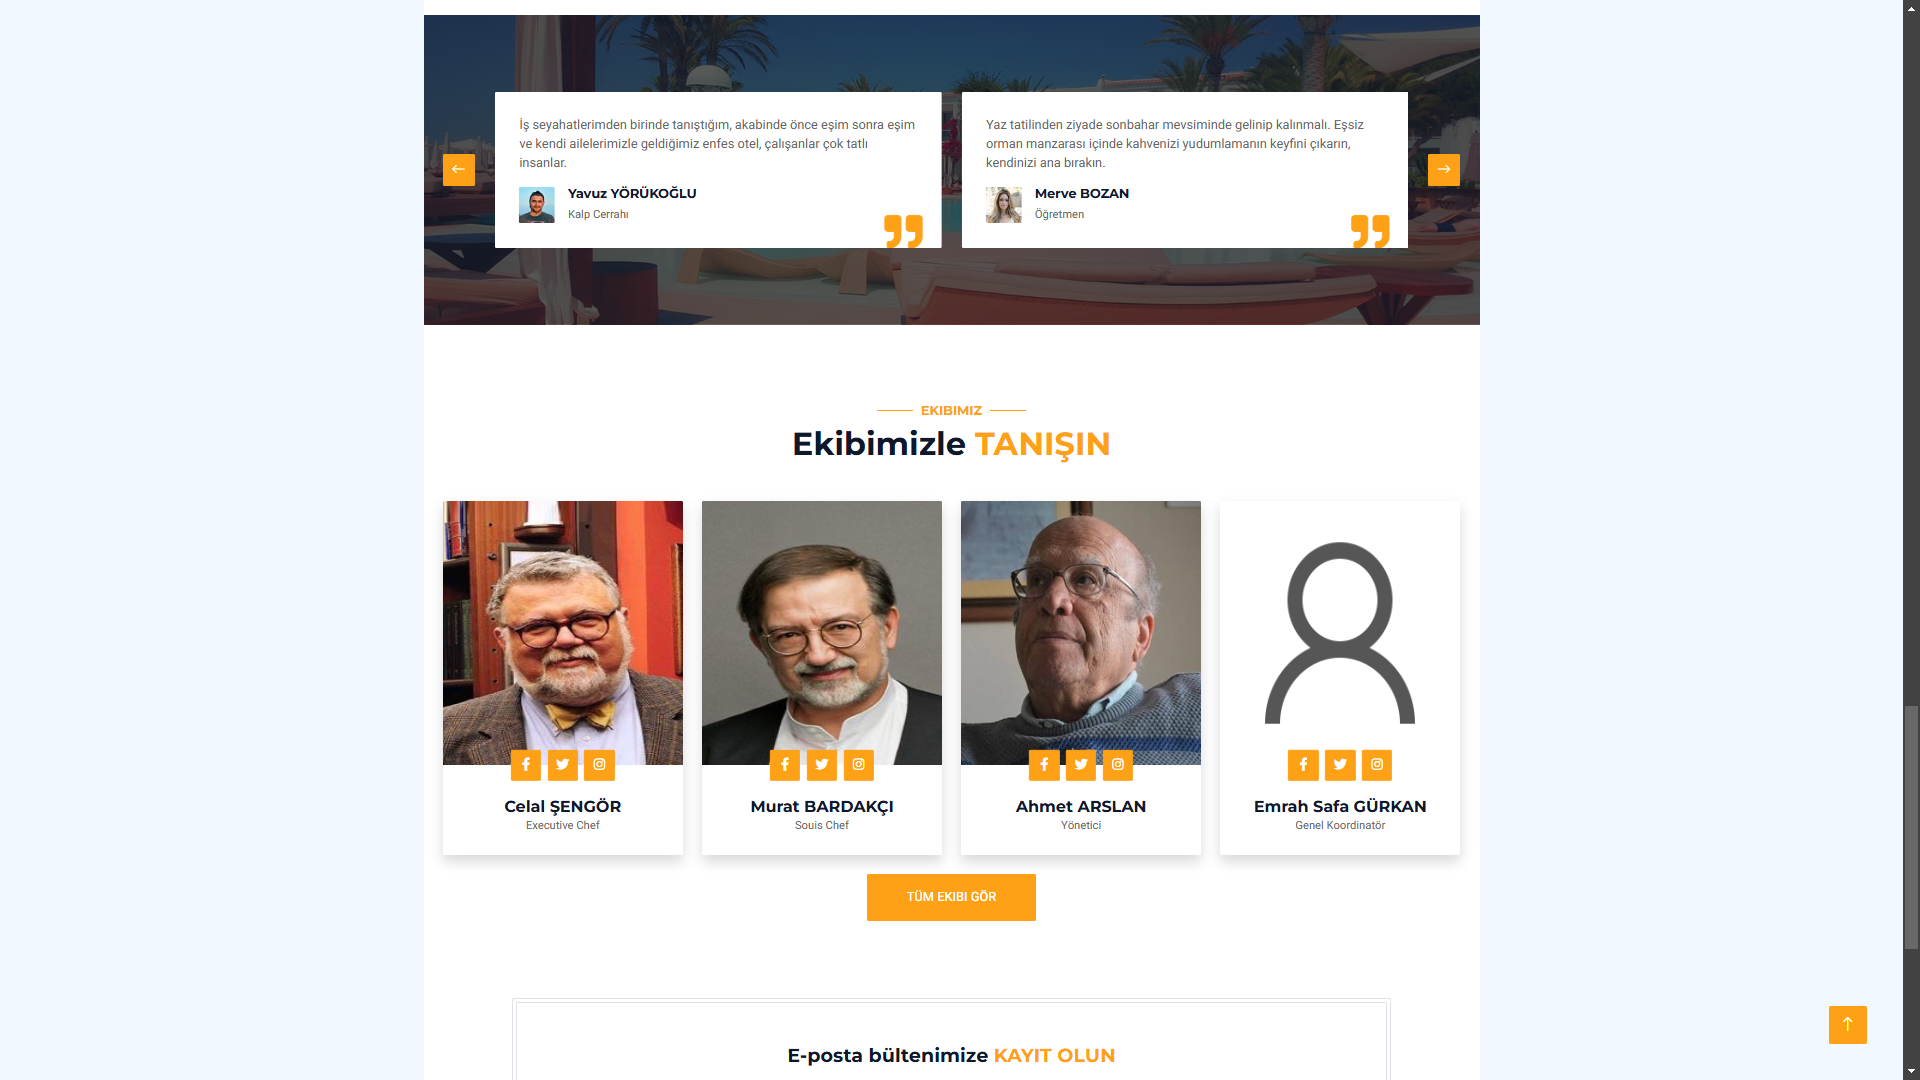 İş seyahatlerimden birinde tanıştığım, akabinde önce eşim sonra eşim
ve kendi ailelerimizle geldiğimiz enfes otel, çalışanlar çok tatlı
insanlar.
Yavuz YÖRÜKOĞLU
Kalp Cerrahı
Yaz tatilinden ziyade sonbahar mevsiminde gelinip kalınmalı. Eşsiz
orman manzarası içinde kahvenizi yudumlamanın keyfini çıkarın,
kendinizi ana bırakın.
Merve BOZAN
Öğretmen
EKIBIMIZ
Ekibimizle TANIŞIN
Celal ŞENGÖR
Executive Chef
Murat BARDAKÇI
Souis Chef
Ahmet ARSLAN
Yönetici
Emrah Safa GÜRKAN
Genel Koordinatör
TÜM EKIBI GÖR
E-posta bültenimize KAYIT OLUN